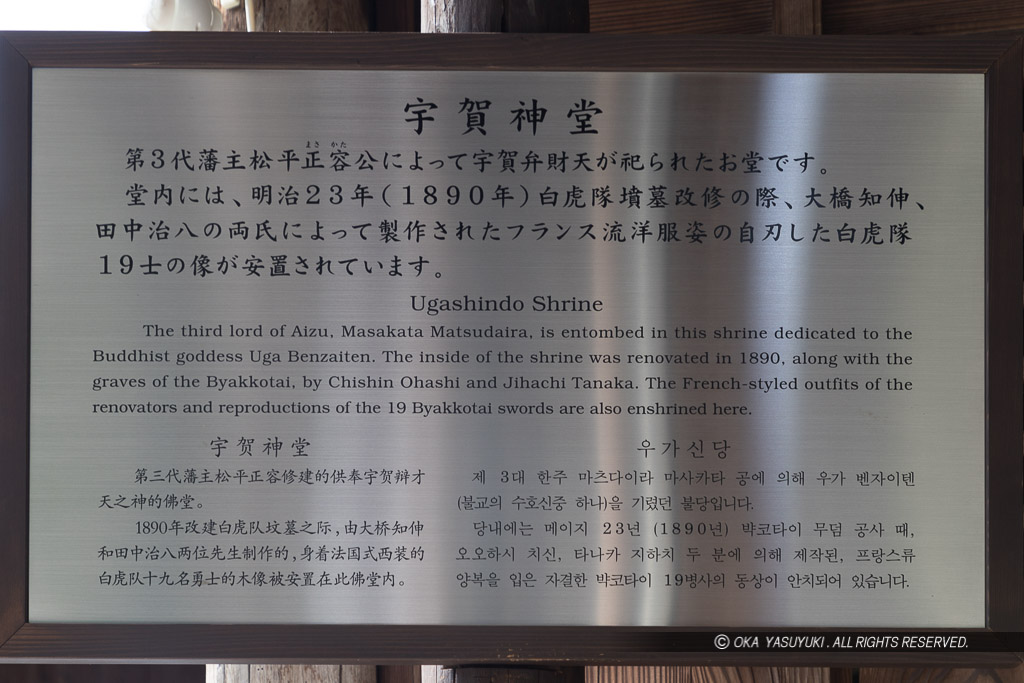 宇賀神堂
まさ かた
第3代藩主松平正容公によって宇賀弁財天が祀られたお堂です。
堂内には、明治23年(1890年)白虎隊墳墓改修の際、大橋知伸、
田中治八の両氏によって製作されたフランス流洋服姿の自刃した白虎隊
19士の像が安置されています。
Ugashindo Shrine
The third lord of Aizu, Masakata Matsudaira, is entombed in this shrine dedicated to the
Buddhist goddess Uga Benzaiten. The inside of the shrine was renovated in 1890, along with the
graves of the Byakkotai, by Chishin Ohashi and Jihachi Tanaka. The French-styled outfits of the
renovators and reproductions of the 19 Byakkotai swords are also enshrined here.
宇贺神堂
第三代藩主松平正容修建的供奉宇贺辩才
天之神的佛堂。
1890年改建白虎队坟墓之际,由大桥知伸
和田中治八两位先生制作的,身着法国式西装的
白虎队十九名勇士的木像被安置在此佛堂内。
우가신당
제 3대 한주 마츠다이라 마사카타 공에 의해 우가 벤자이텐
(불교의 수호신중 하나)을 기렸던 불당입니다.
당내에는 메이지 23년 (1890년) 뱌코타이 무덤 공사 때,
오오하시 치신, 타나카 지하치 두 분에 의해 제작된, 프랑스류
양복을 입은 자결한 뱌코타이 19병사의 동상이 안치되어 있습니다.
© OKA YASUYUKI. ALL RIGHTS RESERVED.